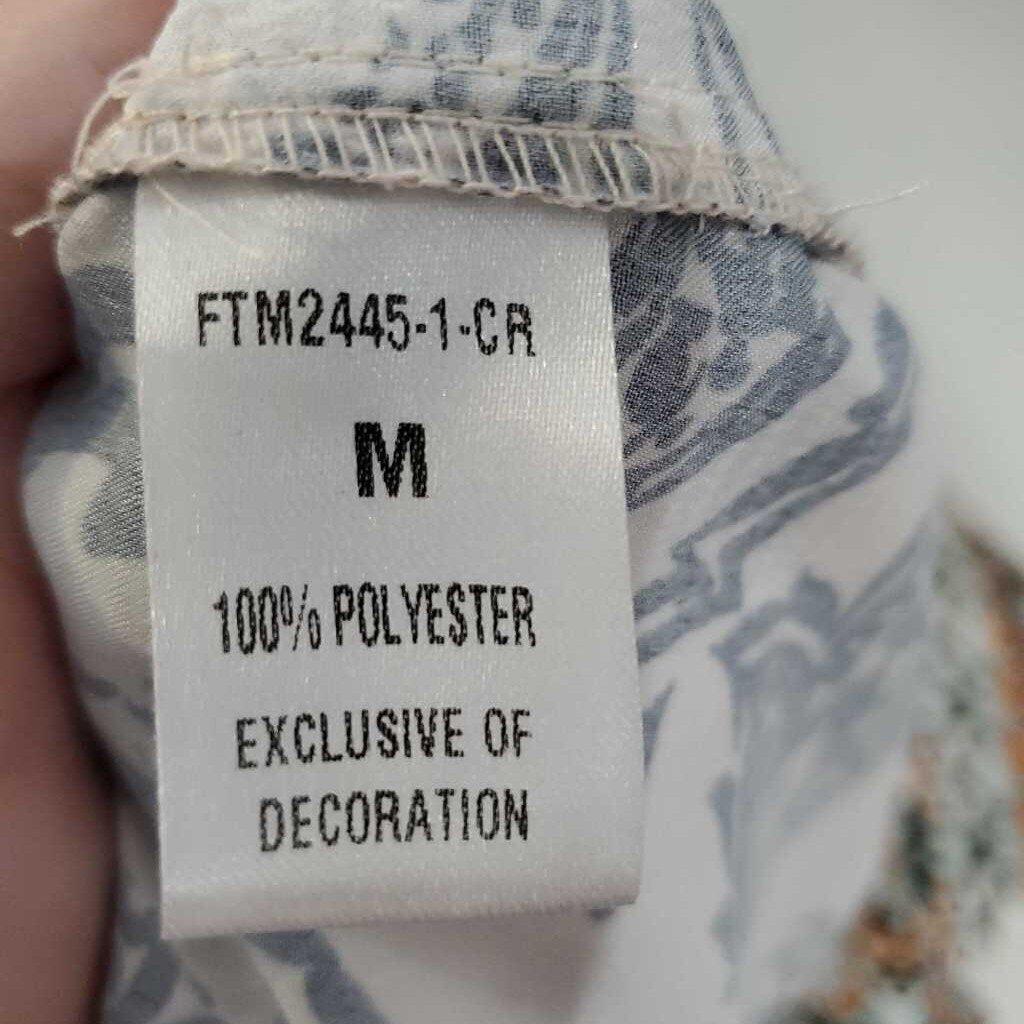 FTM2445-1-CR
M
100% POLYESTER
EXCLUSIVE OF
DECORATION